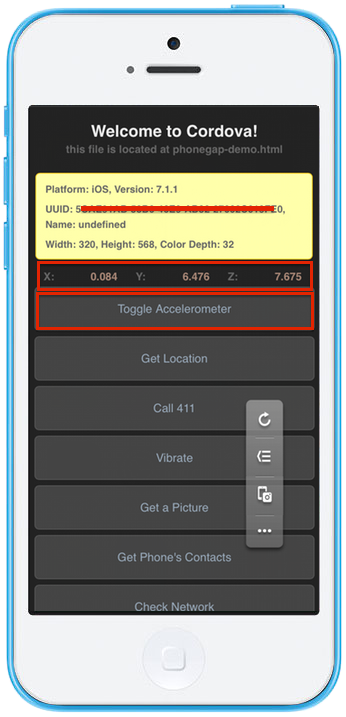 Welcome to Cordova!
this file is located at phonegap-demo.html
Platform: iOS, Version: 7.1.1
UUID: E0,
Name: undefined
Width: 320, Height: 568, Color Depth: 32
X: 0.084 Y: 6.476 Z: 7.675
Toggle Accelerometer
Get Location
Call 411
Vibrate
Get a Picture
Get Phone's Contacts
Check Network